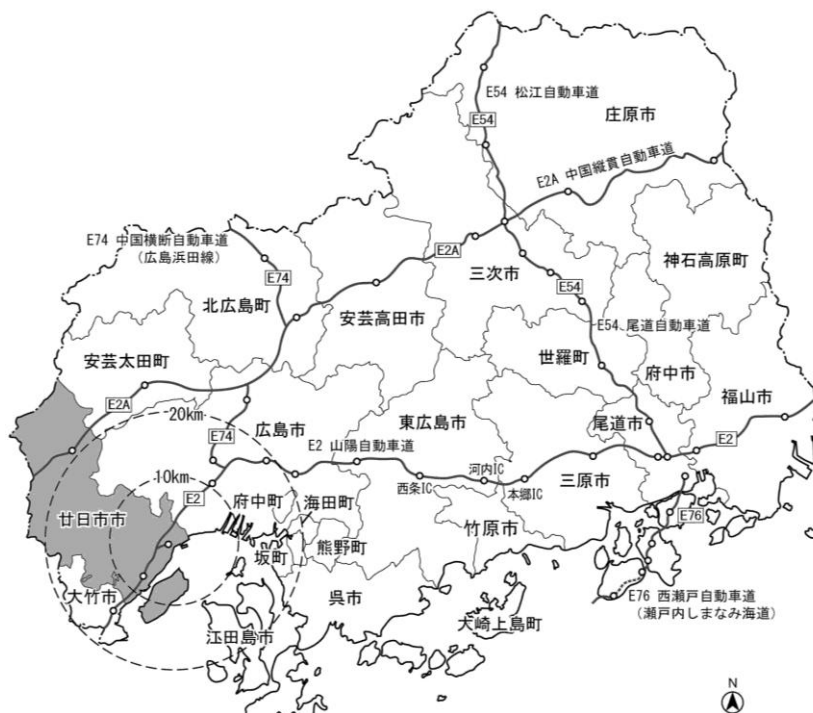 E54 松江自動車道
E54
庄原市
E2A 中国縦貫自動車道
E74 中国横断自動車道
(広島浜田線)
E74
E2A
三次市
神石高原町
北広島町
E54
安芸高田市
E54 尾道自動車道
安芸太田町
世羅町
府中市
E2A
福山市
20km
広島市
東広島市
尾道市
E2
E74
E2 山陽自動車道
河内IC
三原市
10km
西条IC
本郷IC
E2
府中町
海田町
廿日市市
竹原市
E76
坂町
熊野町
大竹市
呉市
E76 西瀬戸自動車道
(瀬戸内しまなみ海道)
大崎上島町
江田島市
N